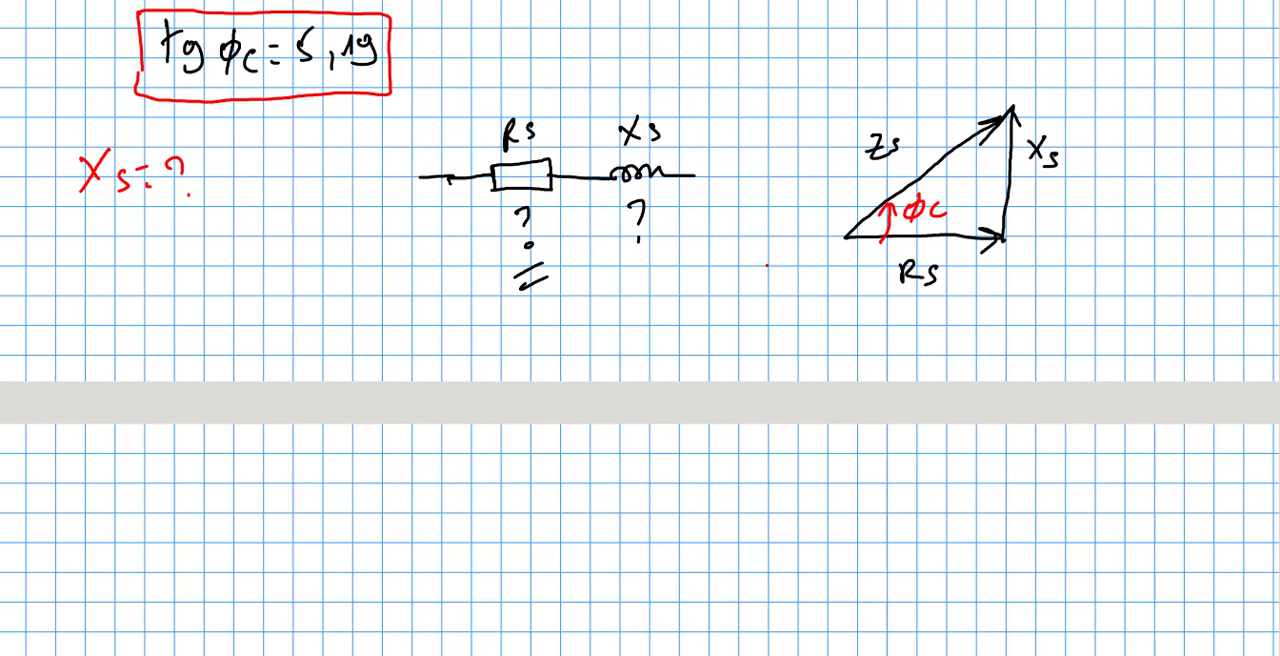 tg ϕc = 5,19
Xs = ?
Rs Xs
? ?
Zs
Xs
ϕc
Rs